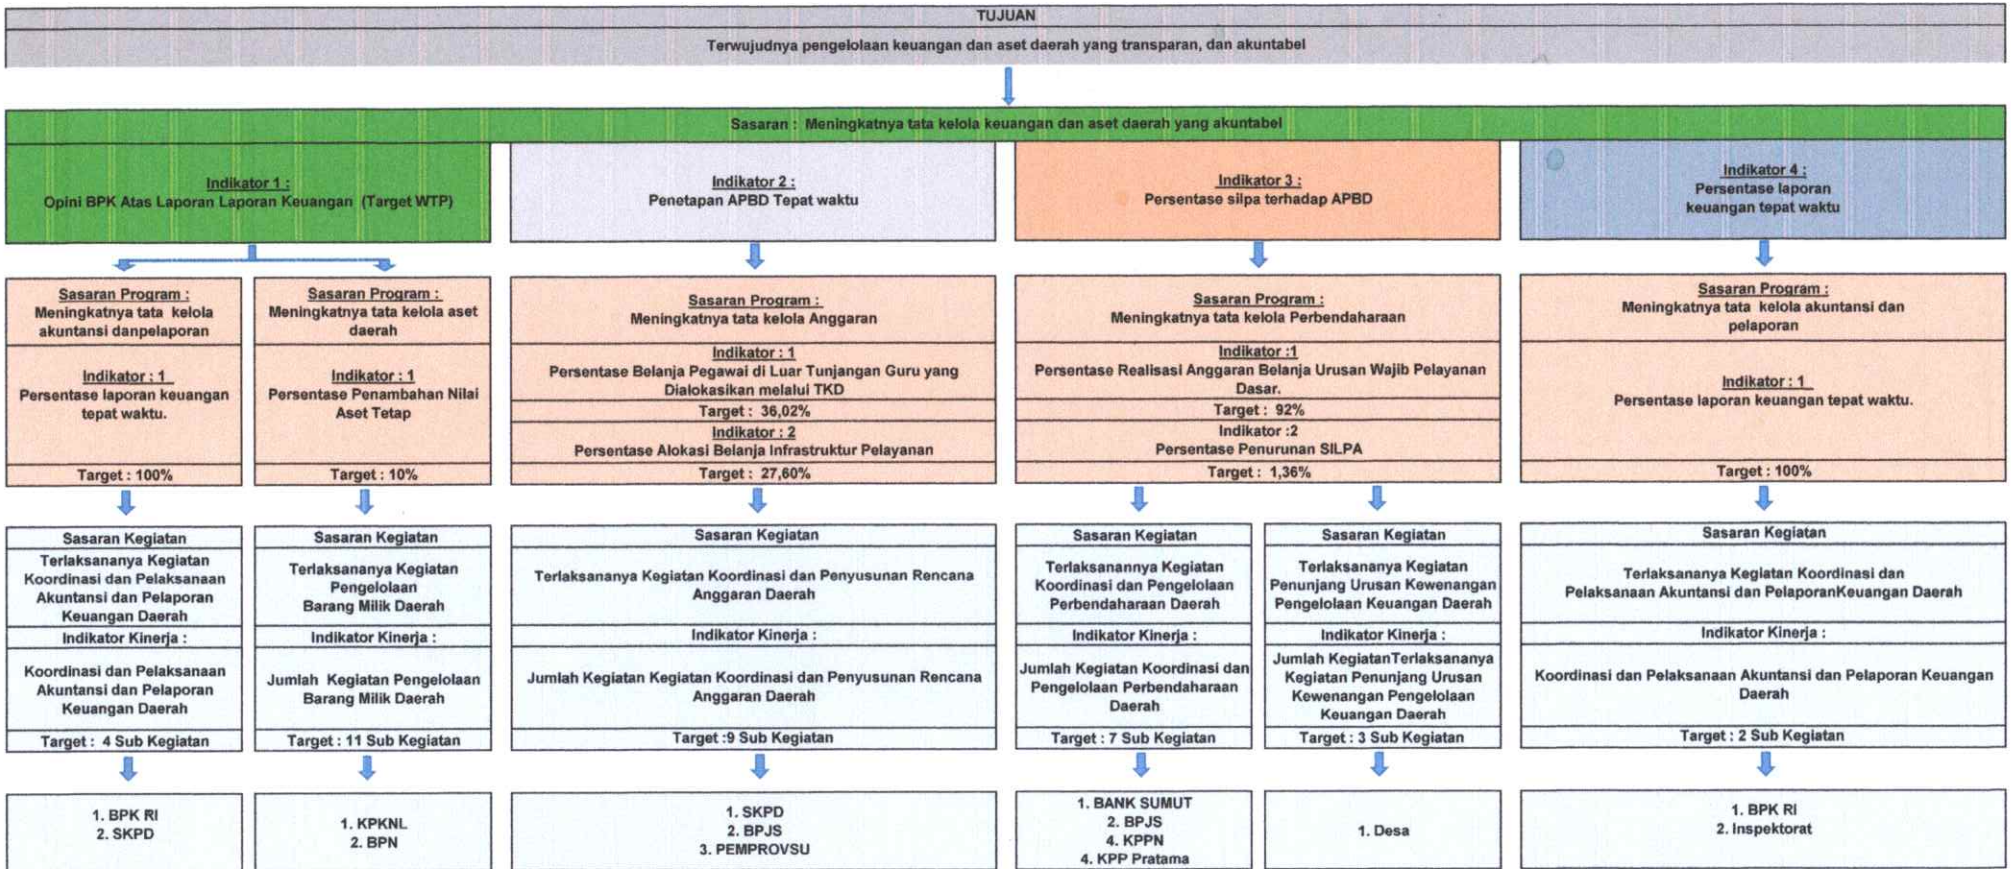 TUJUAN
Terwujudnya pengelolaan keuangan dan aset daerah yang transparan, dan akuntabel
Sasaran : Meningkatnya tata kelola keuangan dan aset daerah yang akuntabel
Indikator 1 :
Opini BPK Atas Laporan Laporan Keuangan (Target WTP)
Indikator 2 :
Penetapan APBD Tepat waktu
Indikator 3 :
Persentase silpa terhadap APBD
Indikator 4 :
Persentase laporan
keuangan tepat waktu
Sasaran Program :
Meningkatnya tata kelola
akuntansi danpelaporan
Indikator : 1
Persentase laporan keuangan
tepat waktu.
Target : 100%
Sasaran Program :
Meningkatnya tata kelola aset
daerah
Indikator : 1
Persentase Penambahan Nilai
Aset Tetap
Target : 10%
Sasaran Program :
Meningkatnya tata kelola Anggaran
Indikator : 1
Persentase Belanja Pegawai di Luar Tunjangan Guru yang
Dialokasikan melalui TKD
Target : 36,02%
Indikator : 2
Persentase Alokasi Belanja Infrastruktur Pelayanan
Target : 27,60%
Sasaran Program :
Meningkatnya tata kelola Perbendaharaan
Indikator :1
Persentase Realisasi Anggaran Belanja Urusan Wajib Pelayanan
Dasar.
Target : 92%
Indikator :2
Persentase Penurunan SILPA
Target : 1,36%
Sasaran Program :
Meningkatnya tata kelola akuntansi dan
pelaporan
Indikator : 1
Persentase laporan keuangan tepat waktu.
Target : 100%
Sasaran Kegiatan
Terlaksananya Kegiatan
Koordinasi dan Pelaksanaan
Akuntansi dan Pelaporan
Keuangan Daerah
Indikator Kinerja :
Koordinasi dan Pelaksanaan
Akuntansi dan Pelaporan
Keuangan Daerah
Target : 4 Sub Kegiatan
Sasaran Kegiatan
Terlaksananya Kegiatan
Pengelolaan
Barang Milik Daerah
Indikator Kinerja :
Jumlah Kegiatan Pengelolaan
Barang Milik Daerah
Target : 11 Sub Kegiatan
Sasaran Kegiatan
Terlaksananya Kegiatan Koordinasi dan Penyusunan Rencana
Anggaran Daerah
Indikator Kinerja :
Jumlah Kegiatan Kegiatan Koordinasi dan Penyusunan Rencana
Anggaran Daerah
Target :9 Sub Kegiatan
Sasaran Kegiatan
Terlaksanannya Kegiatan
Koordinasi dan Pengelolaan
Perbendaharaan Daerah
Indikator Kinerja :
Jumlah Kegiatan Koordinasi dan
Pengelolaan Perbendaharaan
Daerah
Target : 7 Sub Kegiatan
Sasaran Kegiatan
Terlaksananya Kegiatan
Penunjang Urusan Kewenangan
Pengelolaan Keuangan Daerah
Indikator Kinerja :
Jumlah KegiatanTerlaksananya
Kegiatan Penunjang Urusan
Kewenangan Pengelolaan
Keuangan Daerah
Target : 3 Sub Kegiatan
Sasaran Kegiatan
Terlaksananya Kegiatan Koordinasi dan
Pelaksanaan Akuntansi dan PelaporanKeuangan Daerah
Indikator Kinerja :
Koordinasi dan Pelaksanaan Akuntansi dan Pelaporan Keuangan
Daerah
Target : 2 Sub Kegiatan
1. BPK RI
2. SKPD
1. KPKNL
2. BPN
1. SKPD
2. BPJS
3. PEMPROVSU
1. BANK SUMUT
2. BPJS
4. KPPN
4. KPP Pratama
1. Desa
1. BPK RI
2. Inspektorat